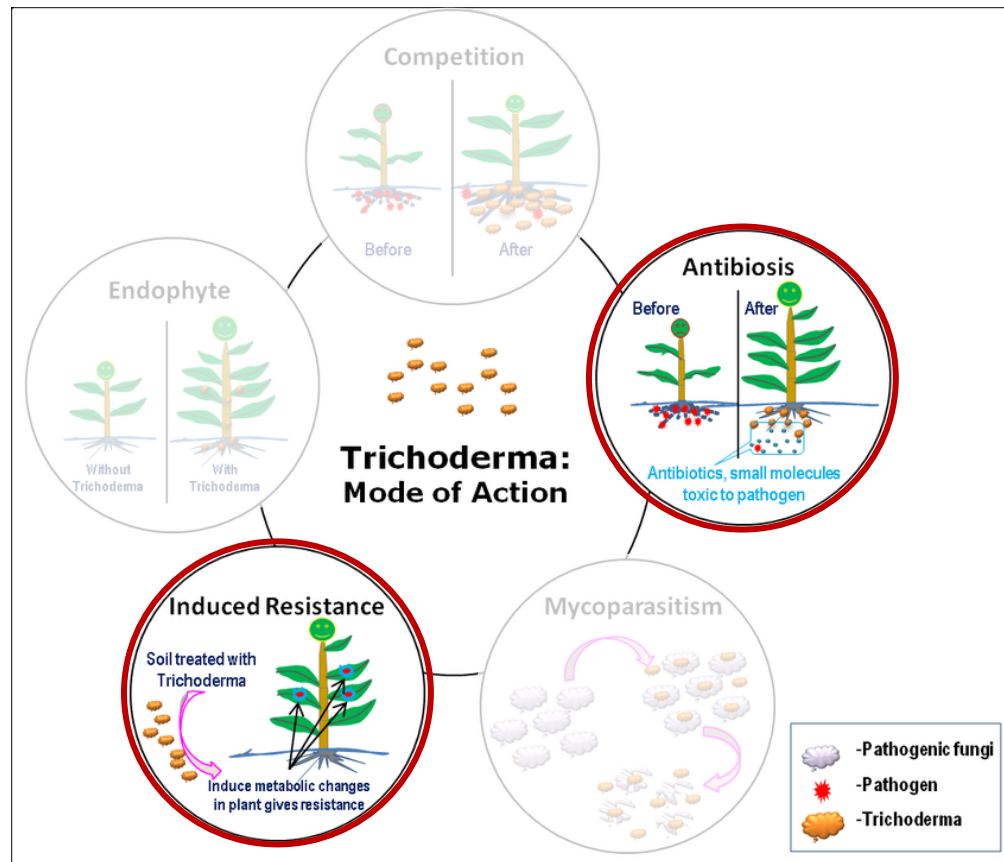 Competition
Before
After
Endophyte
Without
Trichoderma
With
Trichoderma
Antibiosis
Before
After
Antibiotics, small molecules
toxic to pathogen
Trichoderma:
Mode of Action
Induced Resistance
Soil treated with
Trichoderma
Induce metabolic changes
in plant gives resistance
Mycoparasitism
-Pathogenic fungi
-Pathogen
-Trichoderma